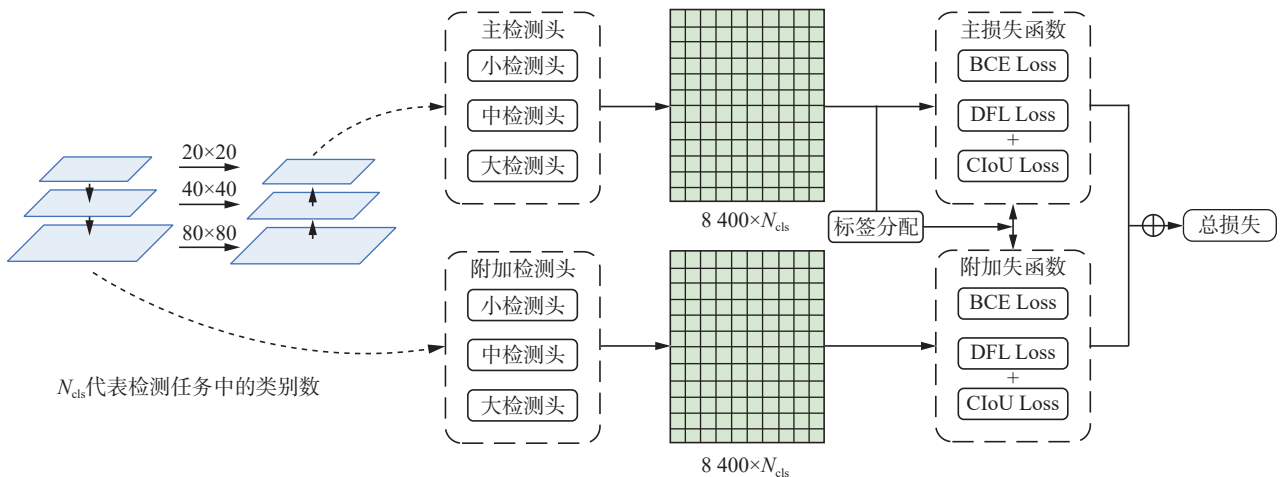 20×20
40×40
80×80
N_cls代表检测任务中的类别数
主检测头
小检测头
中检测头
大检测头
8 400×N_cls
标签分配
主损失函数
BCE Loss
DFL Loss
+
CIoU Loss
附加检测头
小检测头
中检测头
大检测头
8 400×N_cls
附加失函数
BCE Loss
DFL Loss
+
CIoU Loss
总损失